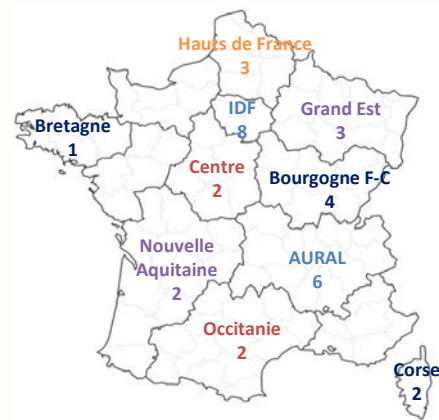 Hauts de France
3
IDF
8
Grand Est
3
Bretagne
1
Centre
2
Bourgogne F-C
4
Nouvelle
Aquitaine
2
AURAL
6
Occitanie
2
Corse
2